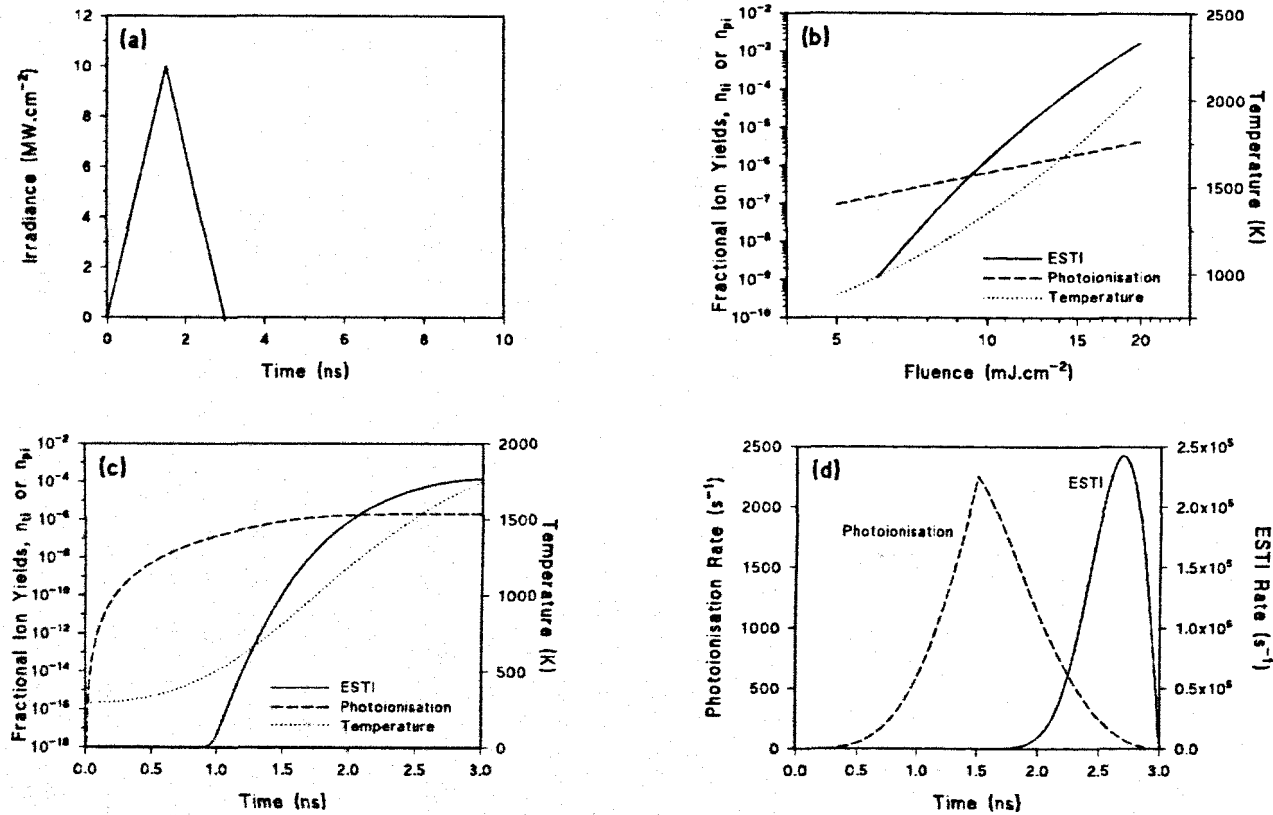 (a)
Irradiance (MW.cm⁻²)
12
10
8
6
4
2
0
0 2 4 6 8 10
Time (ns)
(b)
Fractional Ion Yields, n_ti or n_pi
10⁻²
10⁻³
10⁻⁴
10⁻⁵
10⁻⁶
10⁻⁷
10⁻⁸
10⁻⁹
10⁻¹⁰
5 10 15 20
Fluence (mJ.cm⁻²)
2500
2000
1500
1000
Temperature (K)
ESTI
Photoionisation
Temperature
(c)
Fractional Ion Yields, n_ti or n_pi
10⁻²
10⁻⁴
10⁻⁶
10⁻⁸
10⁻¹⁰
10⁻¹²
10⁻¹⁴
10⁻¹⁶
10⁻¹⁸
0.0 0.5 1.0 1.5 2.0 2.5 3.0
Time (ns)
2000
1500
1000
500
0
Temperature (K)
ESTI
Photoionisation
Temperature
(d)
Photoionisation Rate (s⁻¹)
2500
2000
1500
1000
500
0
0.0 0.5 1.0 1.5 2.0 2.5 3.0
Time (ns)
2.5x10⁵
2.0x10⁵
1.5x10⁵
1.0x10⁵
0.5x10⁵
0.0
ESTI Rate (s⁻¹)
Photoionisation
ESTI